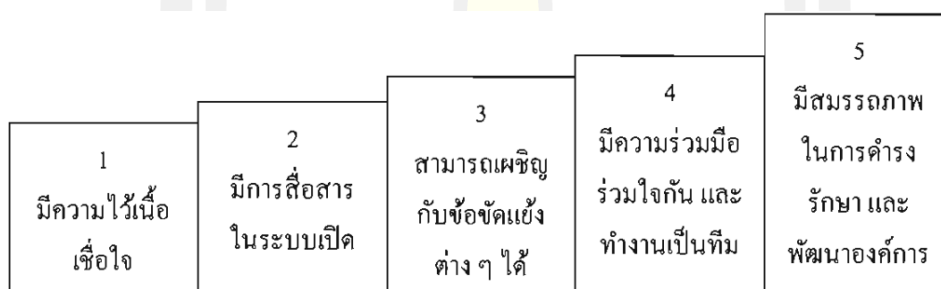 1
มีความไว้เนื้อ
เชื่อใจ
2
มีการสื่อสาร
ในระบบเปิด
3
สามารถเผชิญ
กับข้อขัดแย้ง
ต่าง ๆ ได้
4
มีความร่วมมือ
ร่วมใจกัน และ
ทำงานเป็นทีม
5
มีสมรรถภาพ
ในการดำรง
รักษา และ
พัฒนาองค์การ